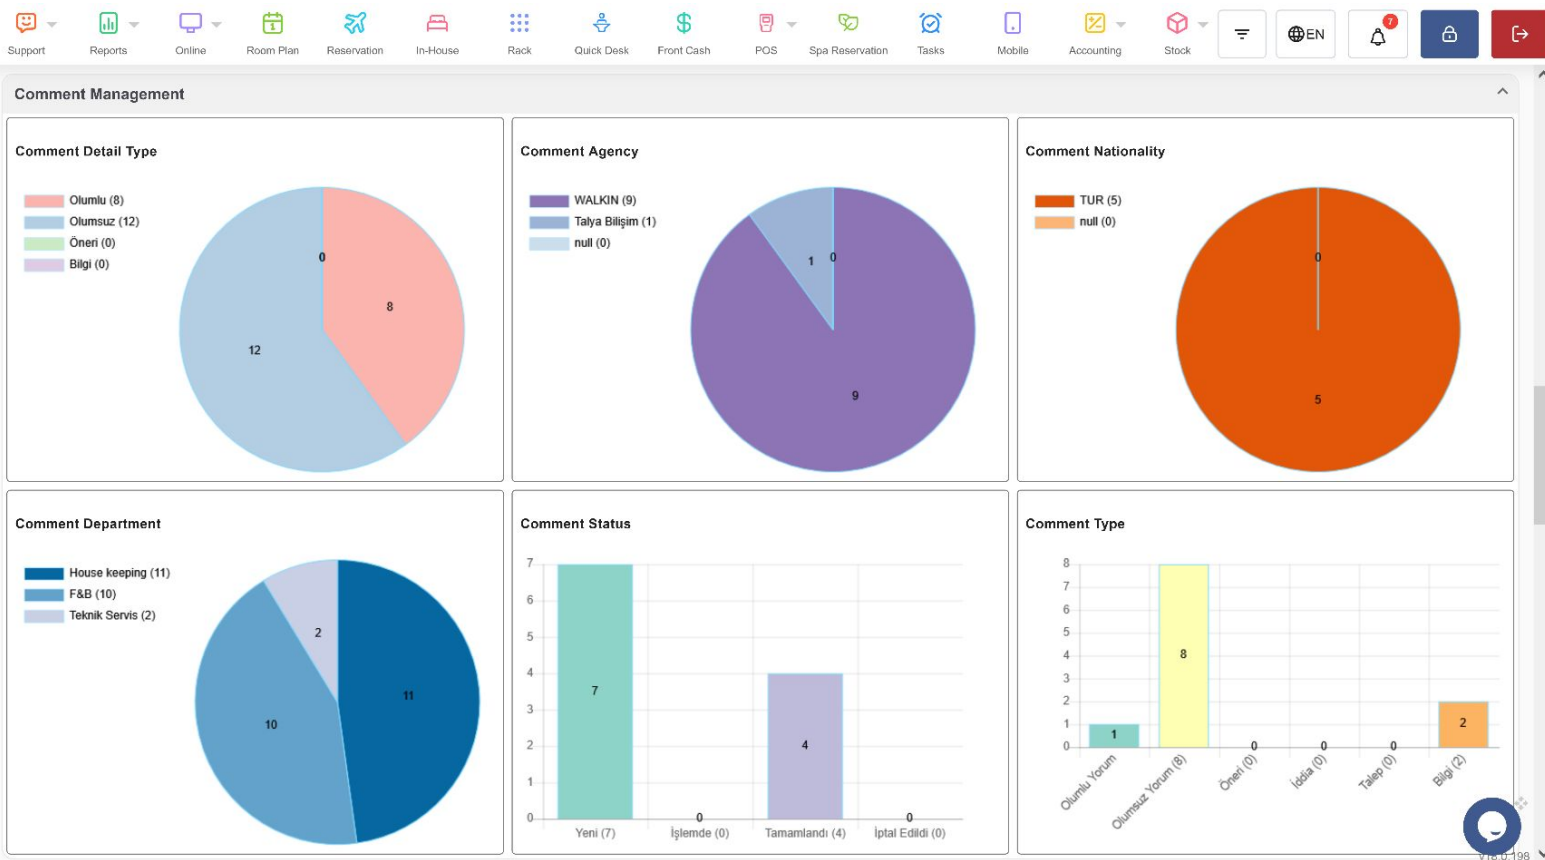 Support
Reports
Online
Room Plan
Reservation
In-House
Rack
Quick Desk
Front Cash
POS
Spa Reservation
Tasks
Mobile
Accounting
Stock
EN
7
Comment Management
Comment Detail Type
Olumlu (8)
Olumsuz (12)
Öneri (0)
Bilgi (0)
0
8
12
Comment Agency
WALKIN (9)
Talya Bilişim (1)
null (0)
1
0
9
Comment Nationality
TUR (5)
null (0)
0
5
Comment Department
House keeping (11)
F&B (10)
Teknik Servis (2)
2
11
10
Comment Status
7
6
5
4
3
2
1
0
7
0
4
0
Yeni (7)
İşlemde (0)
Tamamlandı (4)
İptal Edildi (0)
Comment Type
8
7
6
5
4
3
2
1
0
1
8
0
0
0
2
Olumlu Yorum
Olumsuz Yorum (8)
Öneri (0)
İddia (0)
Talep (0)
Bilgi (2)
v18.0.198